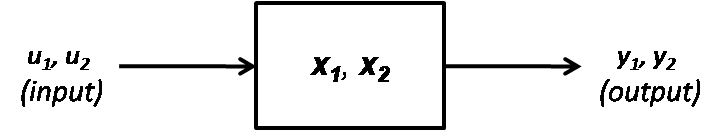 u1, u2
(input)
X1, X2
y1, y2
(output)